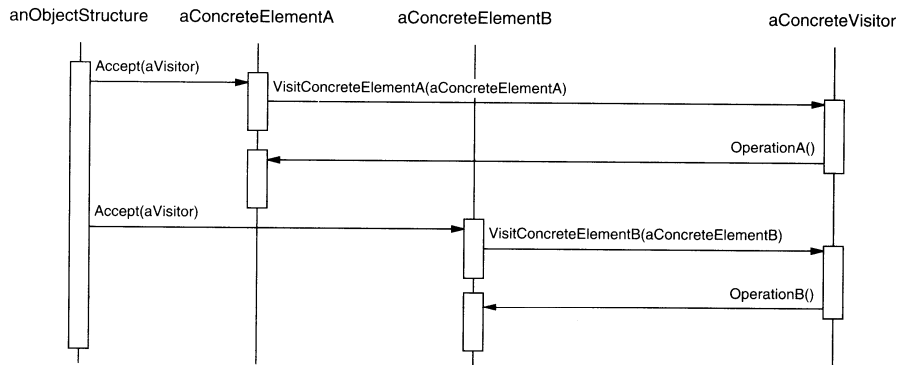 anObjectStructure
aConcreteElementA
aConcreteElementB
aConcreteVisitor
Accept(aVisitor)
VisitConcreteElementA(aConcreteElementA)
OperationA()
Accept(aVisitor)
VisitConcreteElementB(aConcreteElementB)
OperationB()